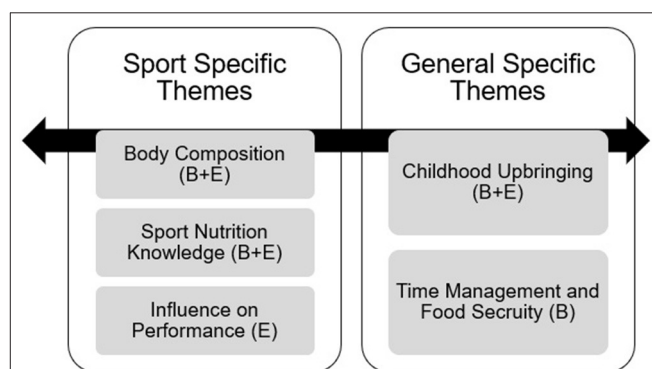 Sport Specific
Themes
Body Composition
(B+E)
Sport Nutrition
Knowledge (B+E)
Influence on
Performance (E)
General Specific
Themes
Childhood Upbringing
(B+E)
Time Management and
Food Secruity (B)